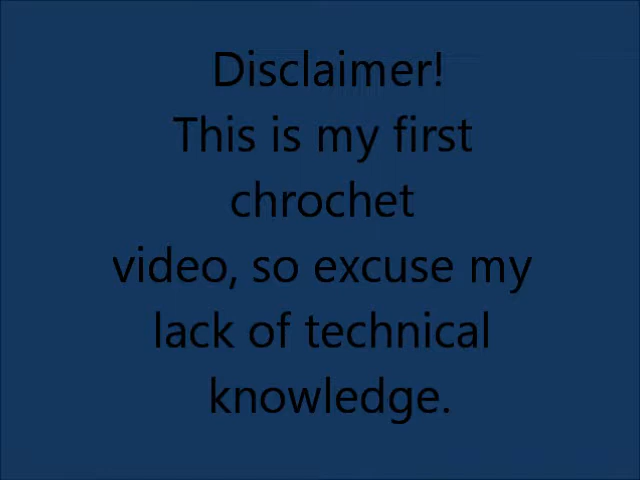 Disclaimer!
This is my first
chrochet
video, so excuse my
lack of technical
knowledge.